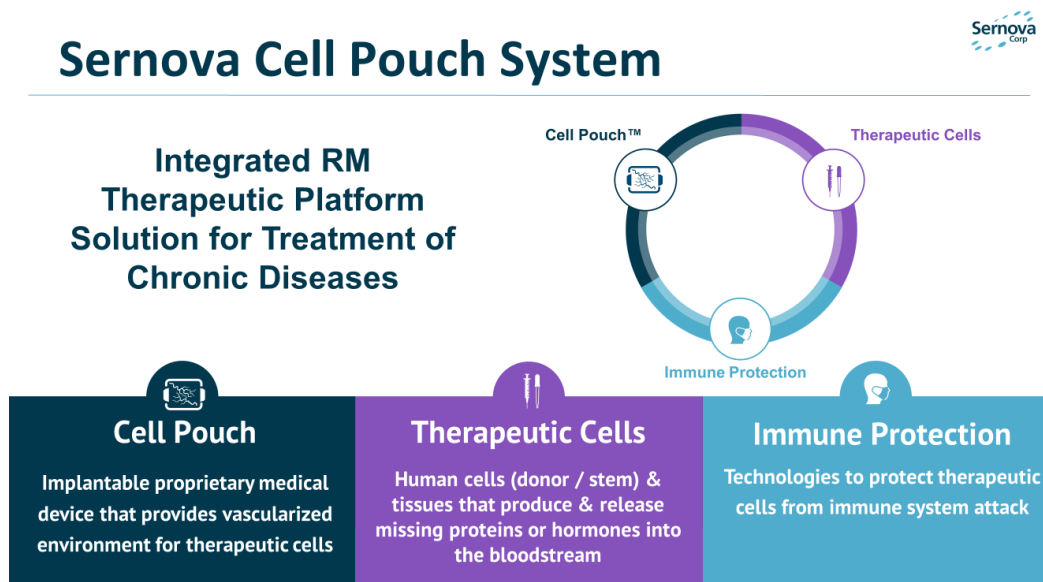 Sernova
Corp
Sernova Cell Pouch System
Integrated RM
Therapeutic Platform
Solution for Treatment of
Chronic Diseases
Cell Pouch™
Therapeutic Cells
Immune Protection
Cell Pouch
Implantable proprietary medical
device that provides vascularized
environment for therapeutic cells
Therapeutic Cells
Human cells (donor / stem) &
tissues that produce & release
missing proteins or hormones into
the bloodstream
Immune Protection
Technologies to protect therapeutic
cells from immune system attack